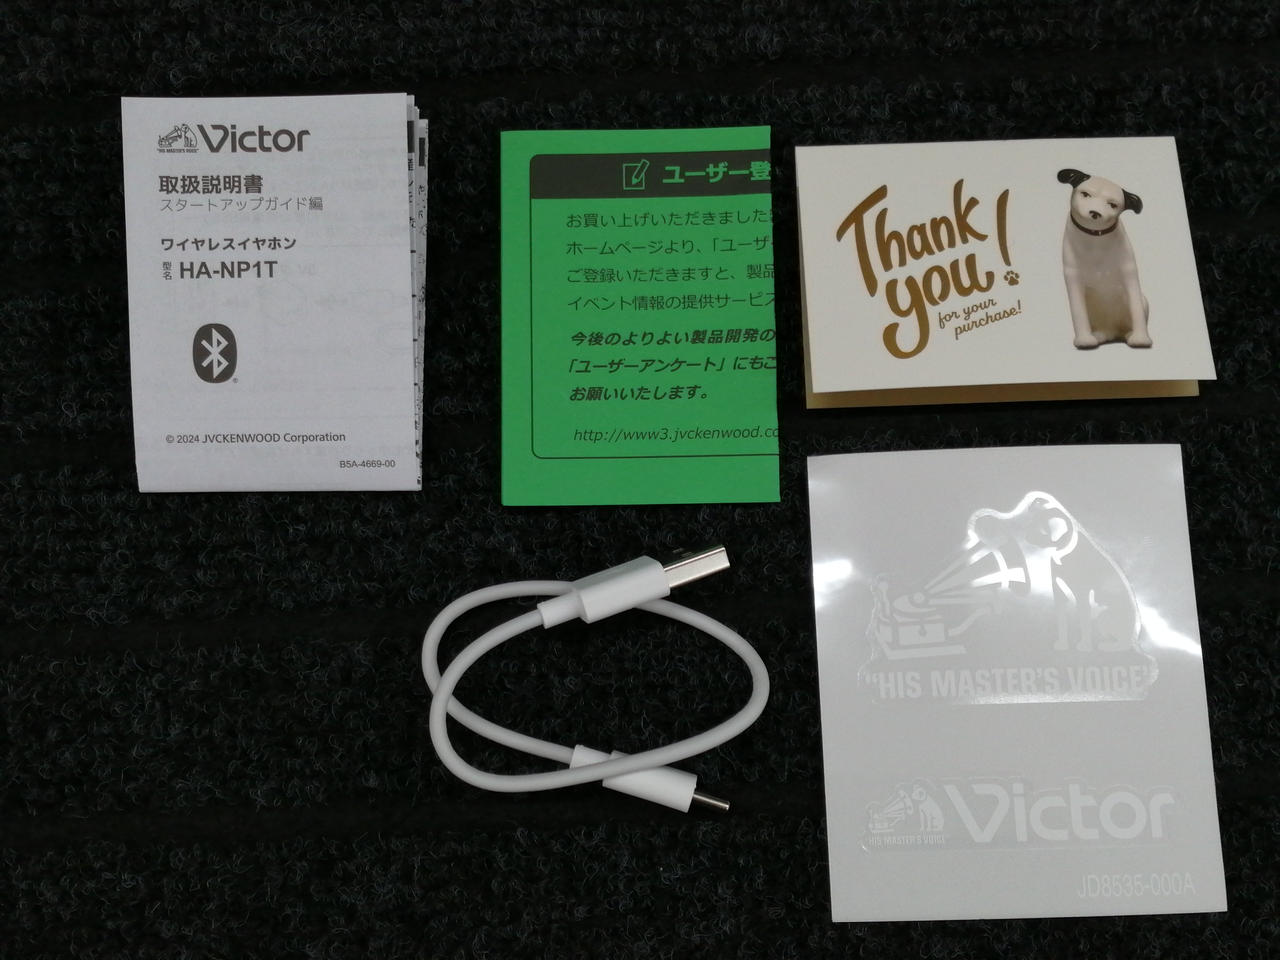 "HIS MASTER'S VOICE" Victor
取扱説明書
スタートアップガイド編
ワイヤレスイヤホン
型名 HA-NP1T
© 2024 JVCKENWOOD Corporation
B5A-4669-00
ユーザー登
お買い上げいただきました
ホームページより、「ユーザ
ご登録いただきますと、製品
イベント情報の提供サービス
今後のよりよい製品開発の
「ユーザーアンケート」にもご
お願いいたします。
http://www3.jvckenwood.co
Thank
you!
for your
purchase!
"HIS MASTER'S VOICE"
"HIS MASTER'S VOICE" Victor
JD8535-000A